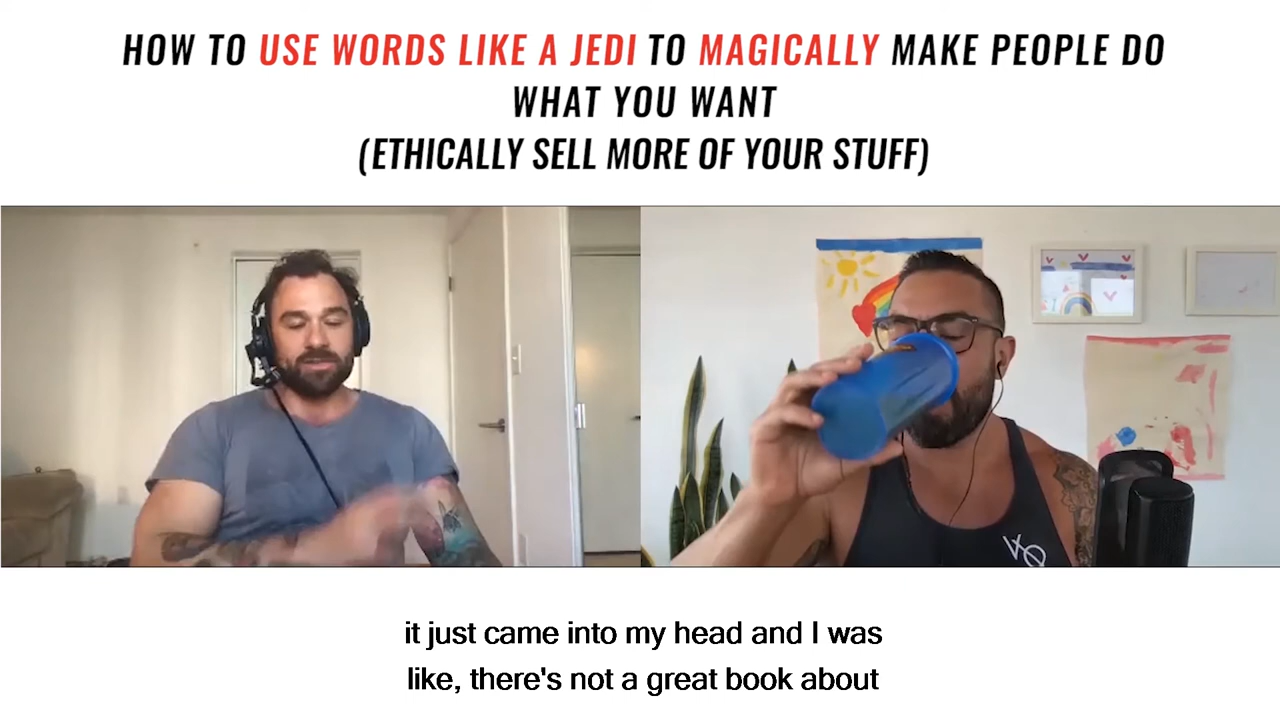 HOW TO USE WORDS LIKE A JEDI TO MAGICALLY MAKE PEOPLE DO
WHAT YOU WANT
(ETHICALLY SELL MORE OF YOUR STUFF)
it just came into my head and I was
like, there's not a great book about